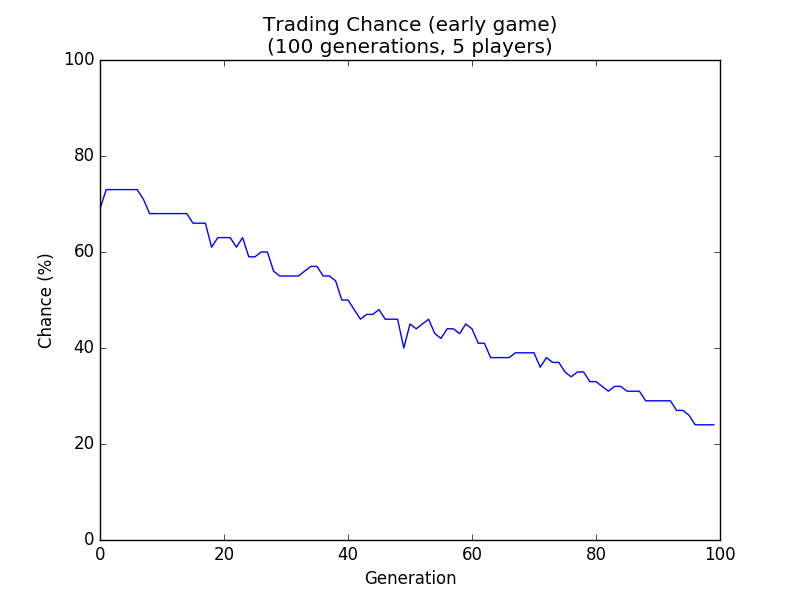 Trading Chance (early game)
(100 generations, 5 players)
100
80
60
40
20
0
Chance (%)
0 20 40 60 80 100
Generation